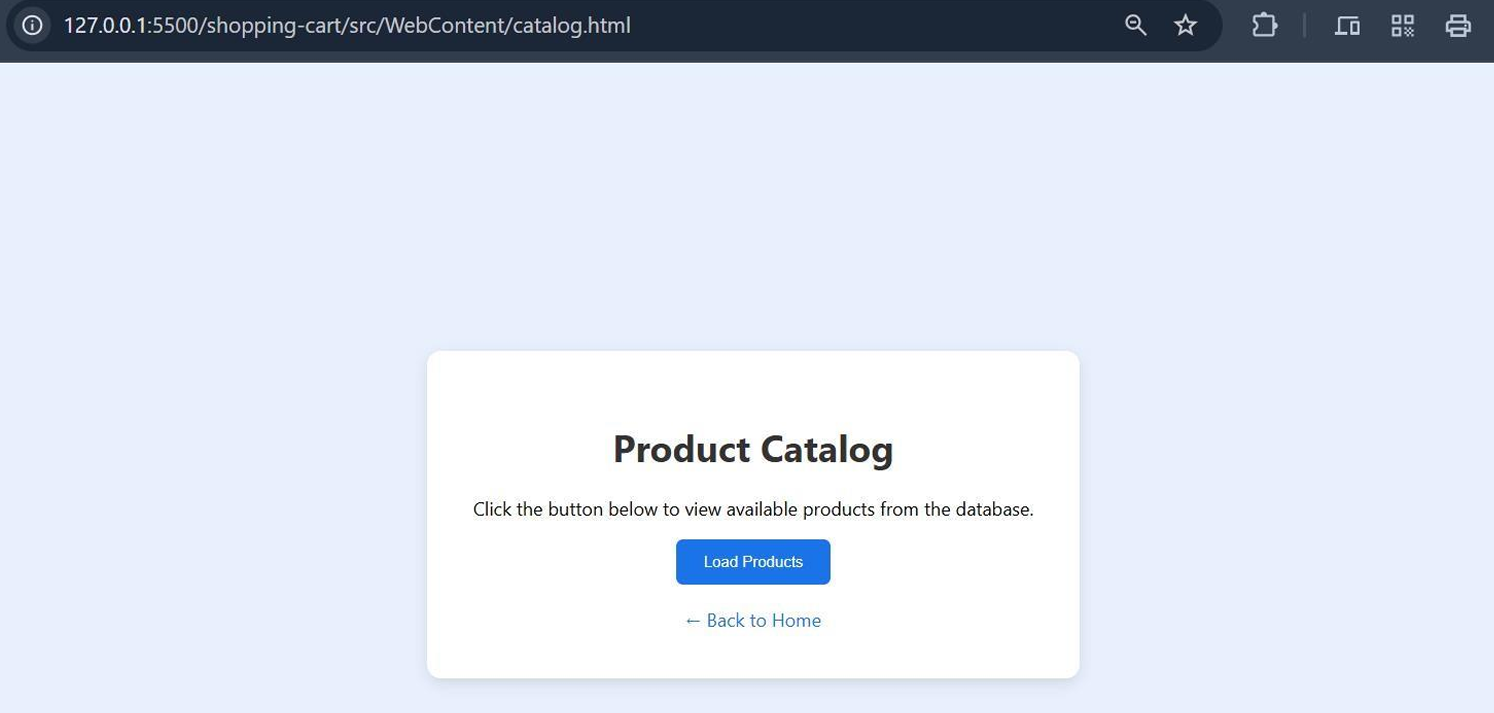 127.0.0.1:5500/shopping-cart/src/WebContent/catalog.html
Product Catalog
Click the button below to view available products from the database.
Load Products
← Back to Home